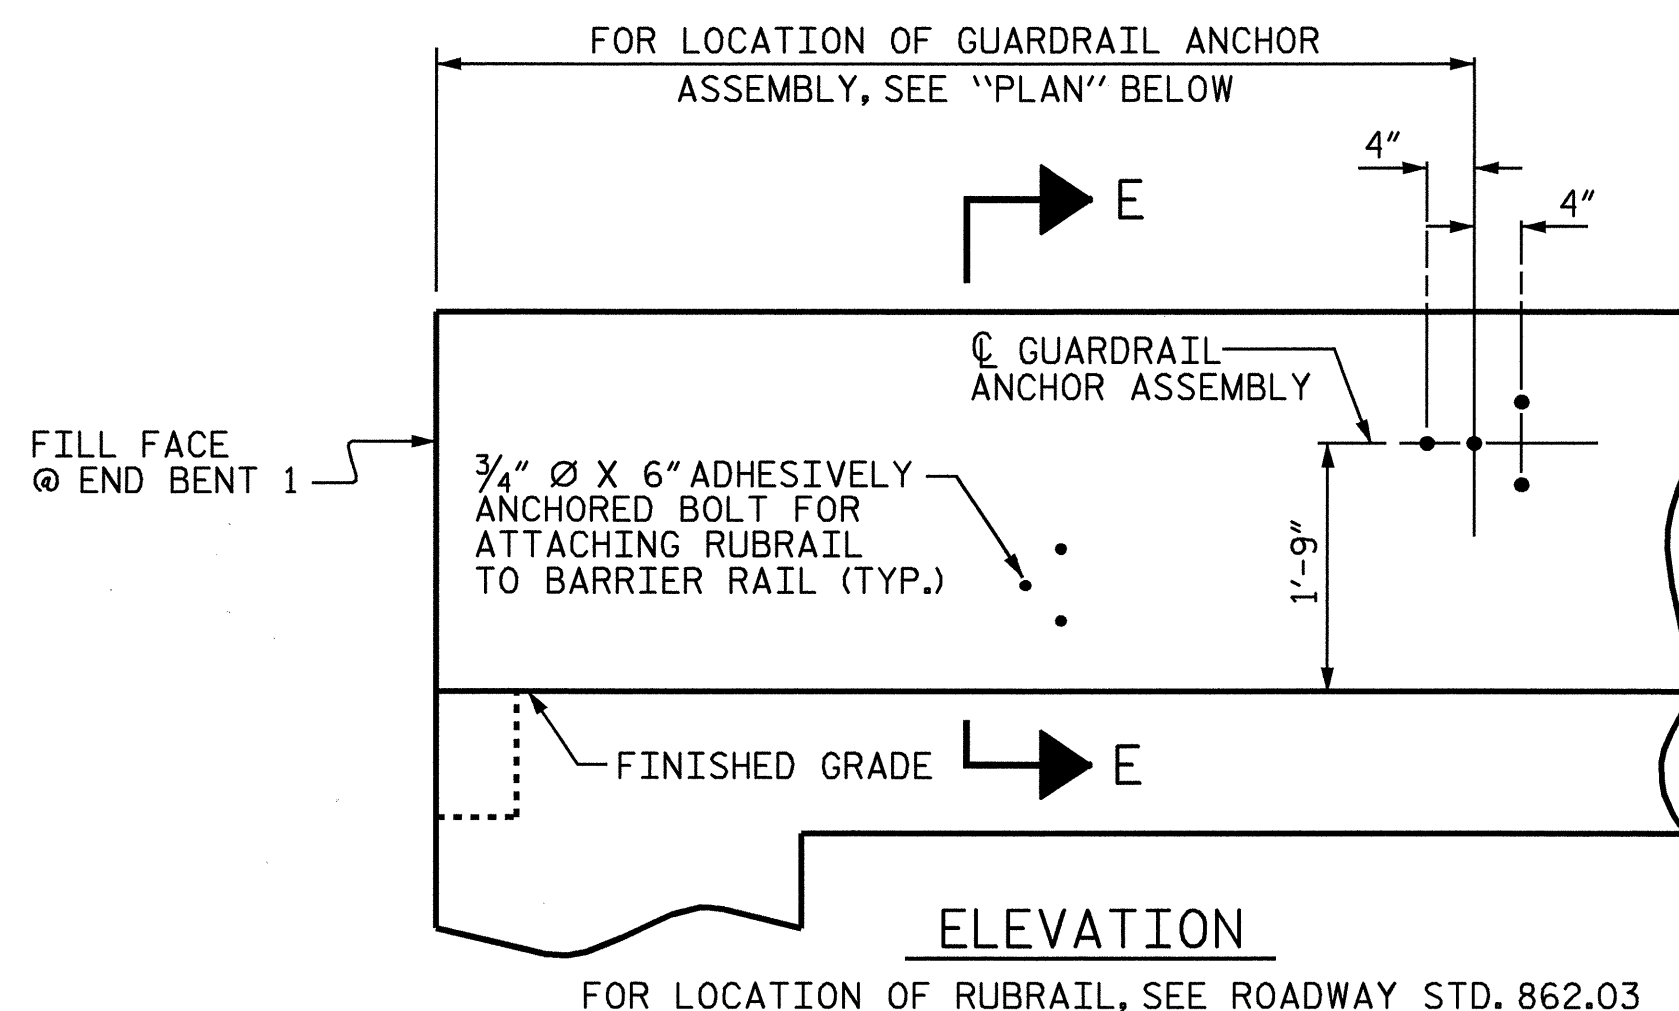 FOR LOCATION OF GUARDRAIL ANCHOR
ASSEMBLY, SEE "PLAN" BELOW
4"
E
4"
℄ GUARDRAIL
ANCHOR ASSEMBLY
FILL FACE
@ END BENT 1
¾" Ø X 6" ADHESIVELY
ANCHORED BOLT FOR
ATTACHING RUBRAIL
TO BARRIER RAIL (TYP.)
1'-9"
FINISHED GRADE
E
ELEVATION
FOR LOCATION OF RUBRAIL, SEE ROADWAY STD. 862.03